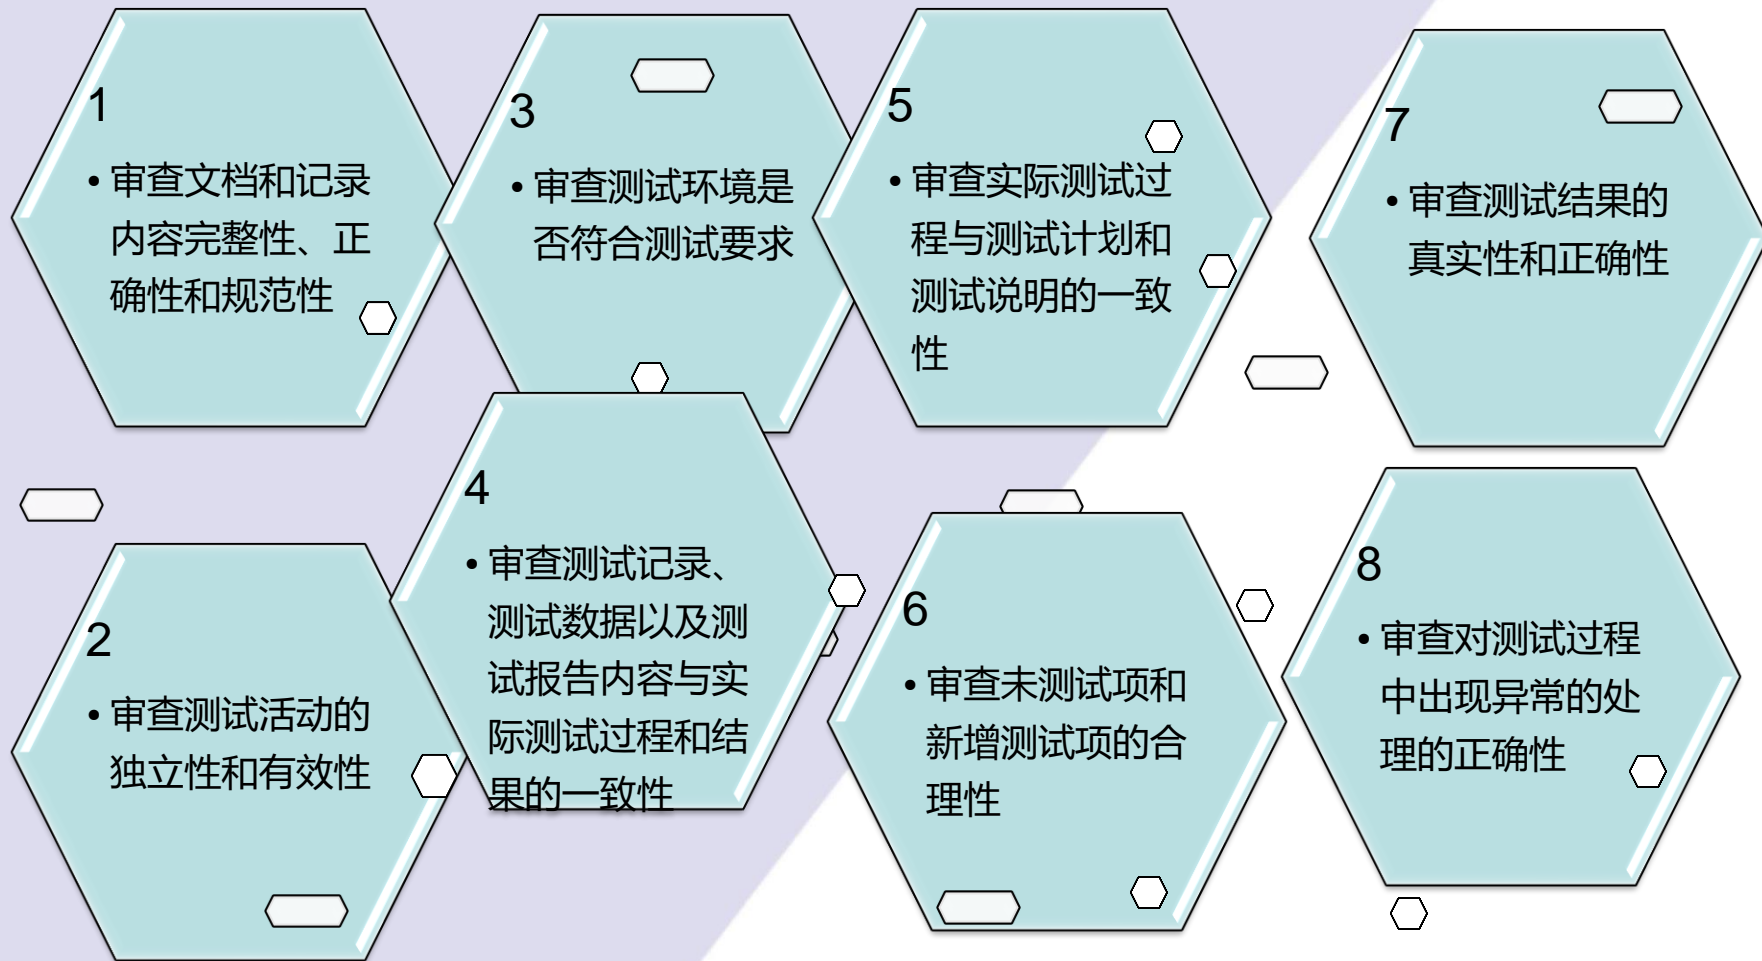 1
• 审查文档和记录
内容完整性、正
确性和规范性
2
• 审查测试活动的
独立性和有效性
3
• 审查测试环境是
否符合测试要求
4
• 审查测试记录、
测试数据以及测
试报告内容与实
际测试过程和结
果的一致性
5
• 审查实际测试过
程与测试计划和
测试说明的一致
性
6
• 审查未测试项和
新增测试项的合
理性
7
• 审查测试结果的
真实性和正确性
8
• 审查对测试过程
中出现异常的处
理的正确性